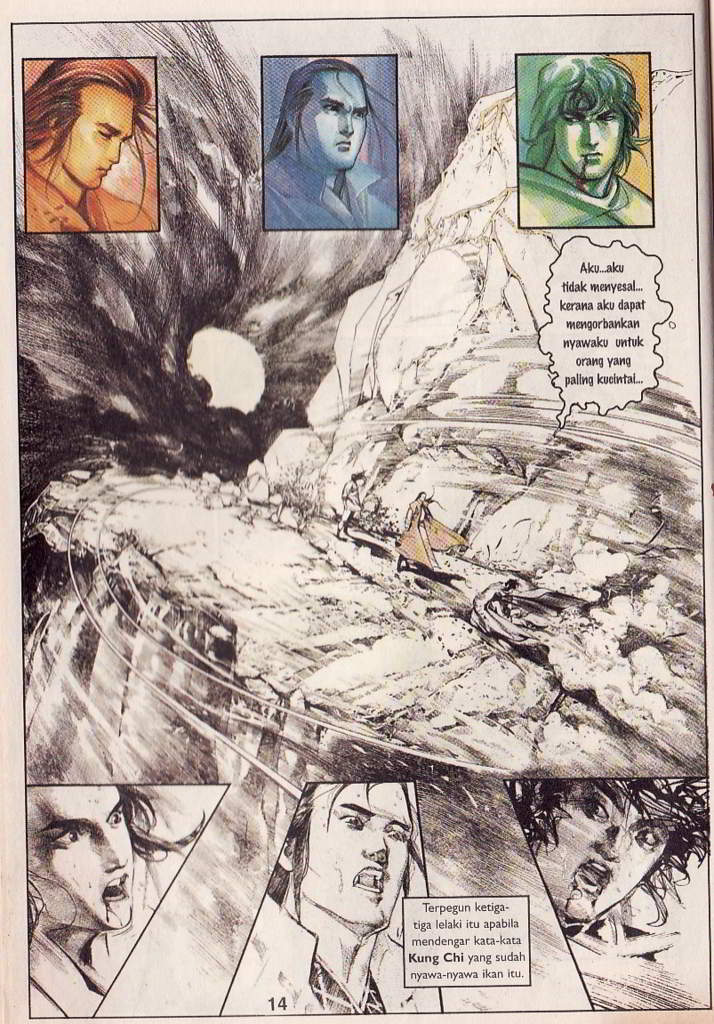 Aku...aku
tidak menyesal...
kerana aku dapat
mengorbankan
nyawaku untuk
orang yang
paling kucintai...
Terpegun ketiga-
tiga lelaki itu apabila
mendengar kata-kata
Kung Chi yang sudah
nyawa-nyawa ikan itu.
14